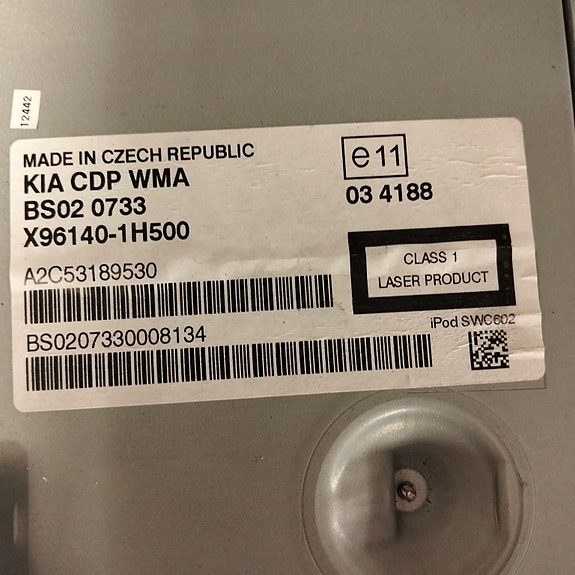 12442
MADE IN CZECH REPUBLIC
KIA CDP WMA
BS02 0733
X96140-1H500
e11
03 4188
A2C53189530
CLASS 1
LASER PRODUCT
BS0207330008134
iPod SWC602